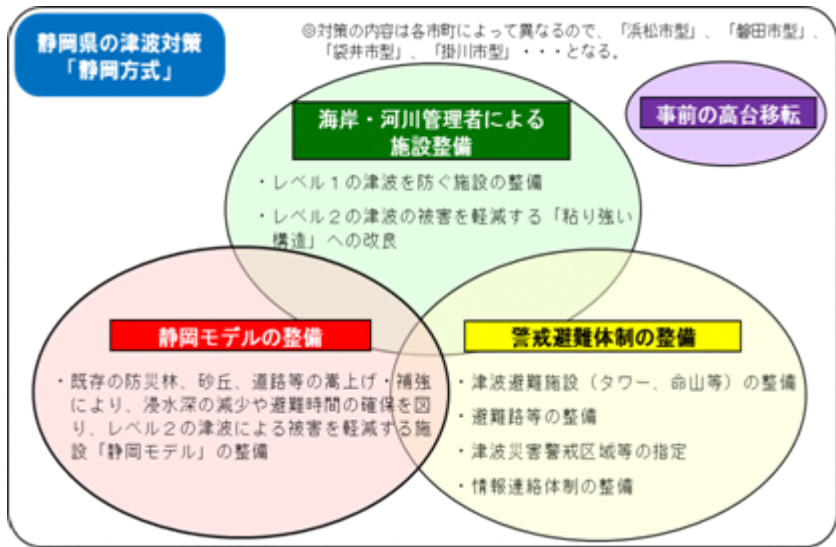 静岡県の津波対策
「静岡方式」
◎対策の内容は各市町によって異なるので、「浜松市型」、「磐田市型」、
「袋井市型」、「掛川市型」・・・となる。
海岸・河川管理者による
施設整備
事前の高台移転
・レベル1の津波を防ぐ施設の整備
・レベル2の津波の被害を軽減する「粘り強い
構造」への改良
静岡モデルの整備
・既存の防災林、砂丘、道路等の嵩上げ・補強
により、浸水深の減少や避難時間の確保を図
り、レベル2の津波による被害を軽減する施
設「静岡モデル」の整備
警戒避難体制の整備
・津波避難施設（タワー、命山等）の整備
・避難路等の整備
・津波災害警戒区域等の指定
・情報連絡体制の整備